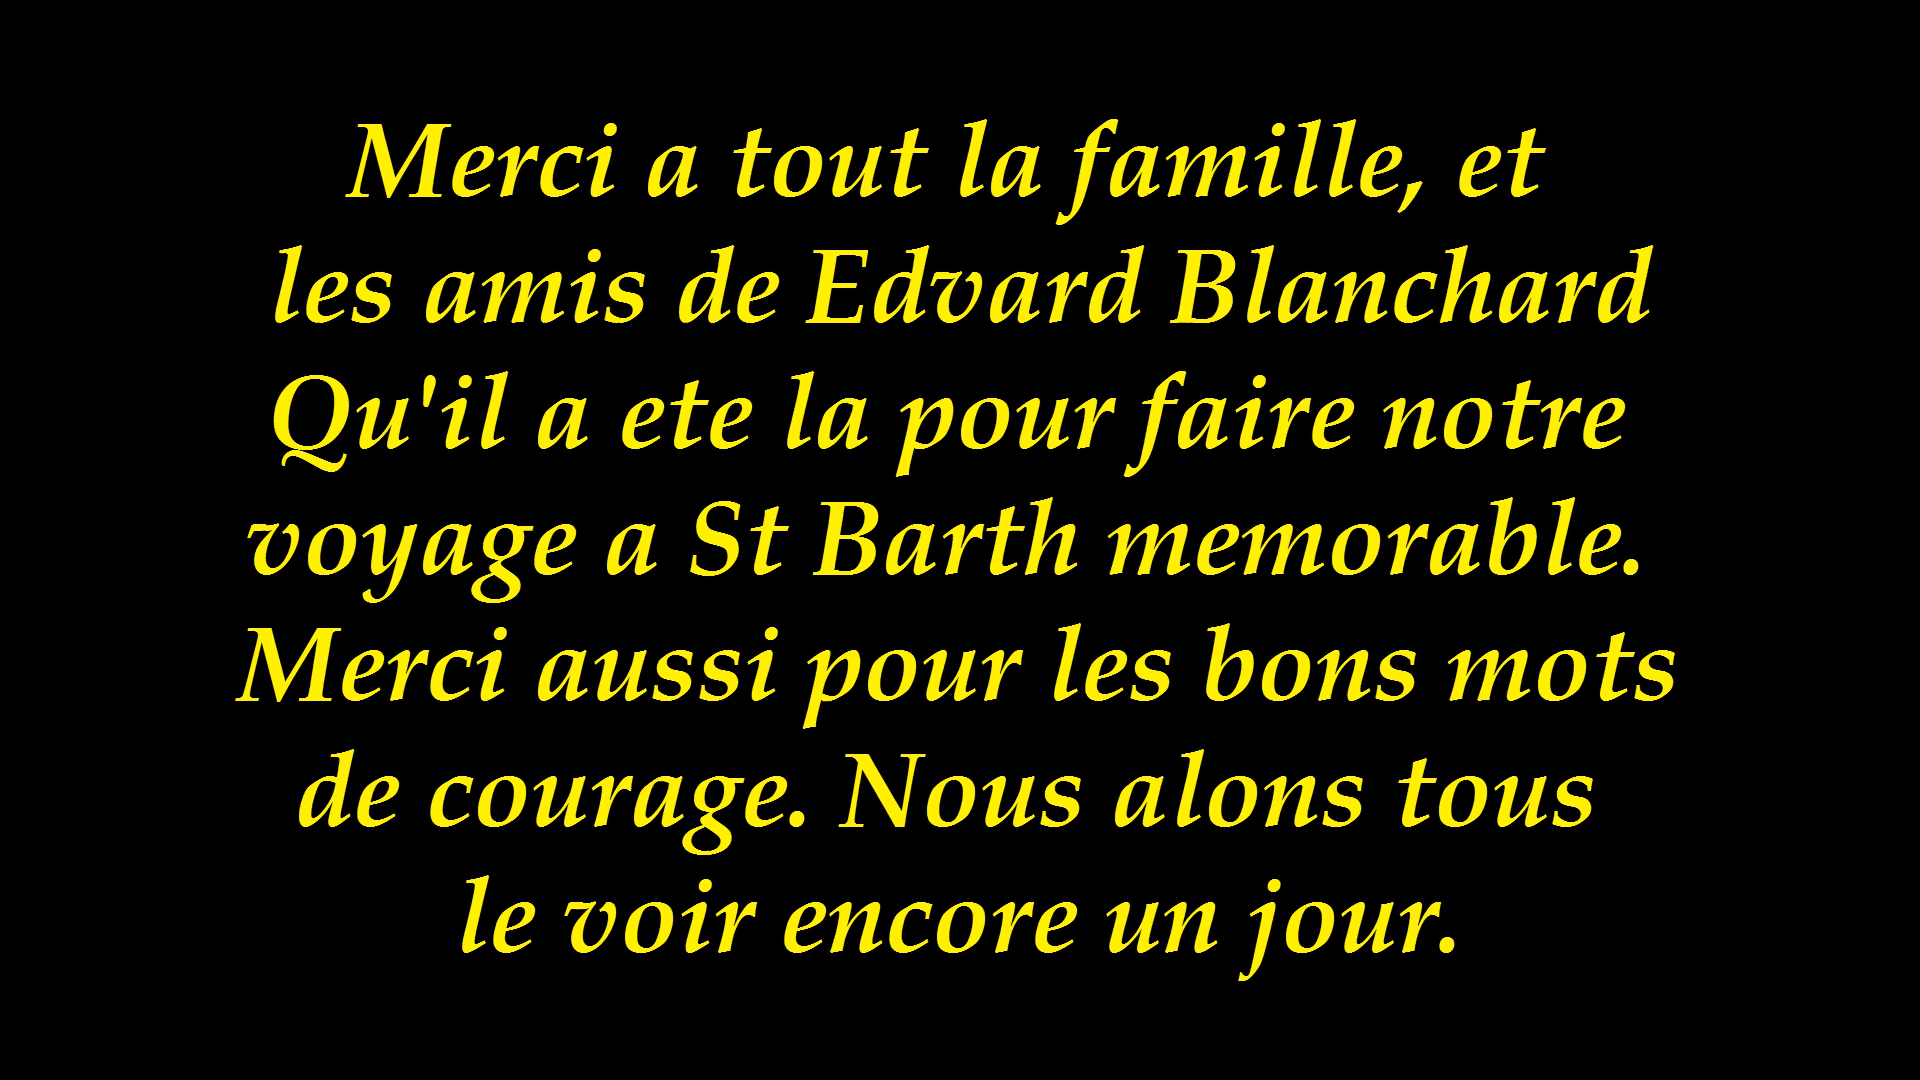 Merci a tout la famille, et
les amis de Edvard Blanchard
Qu'il a ete la pour faire notre
voyage a St Barth memorable.
Merci aussi pour les bons mots
de courage. Nous alons tous
le voir encore un jour.